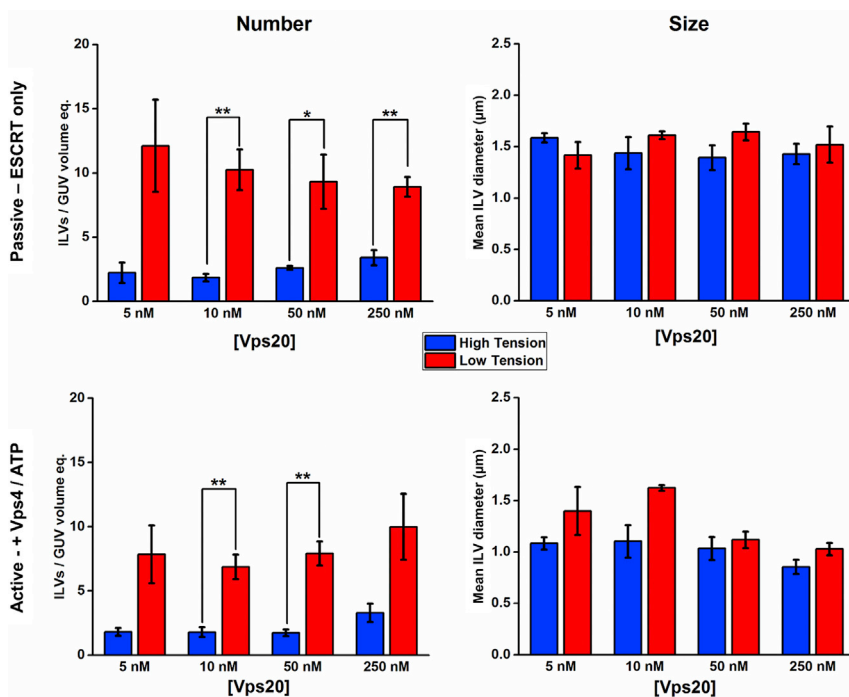 Number
Size
Passive – ESCRT only
ILVs / GUV volume eq.
20
15
10
5
0
**
*
**
5 nM
10 nM
50 nM
250 nM
[Vps20]
Mean ILV diameter (μm)
2.5
2.0
1.5
1.0
0.5
0.0
5 nM
10 nM
50 nM
250 nM
[Vps20]
High Tension
Low Tension
Active - + Vps4 / ATP
ILVs / GUV volume eq.
20
15
10
5
0
**
**
5 nM
10 nM
50 nM
250 nM
[Vps20]
Mean ILV diameter (μm)
2.5
2.0
1.5
1.0
0.5
0.0
5 nM
10 nM
50 nM
250 nM
[Vps20]